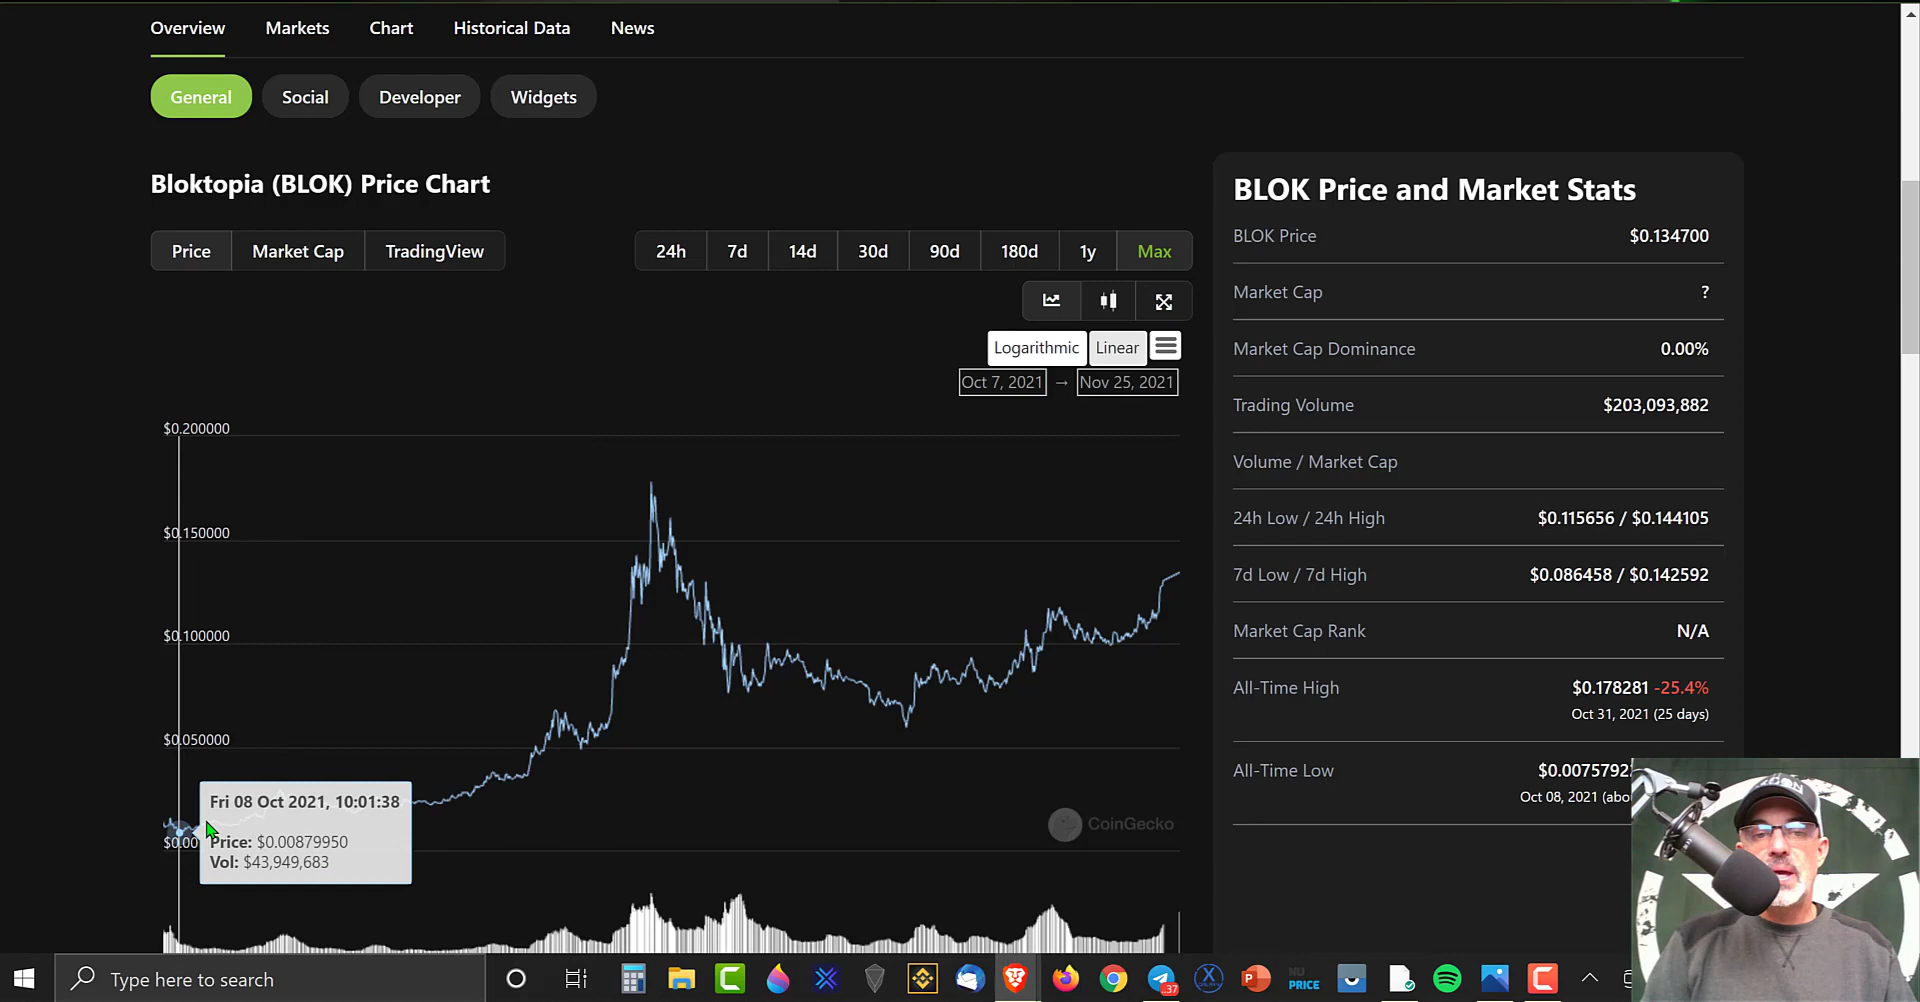 Overview Markets Chart Historical Data News
General Social Developer Widgets
Bloktopia (BLOK) Price Chart
Price Market Cap TradingView
24h 7d 14d 30d 90d 180d 1y Max
Logarithmic Linear
Oct 7, 2021 → Nov 25, 2021
$0.200000
$0.150000
$0.100000
$0.050000
$0.00
Fri 08 Oct 2021, 10:01:38
Price: $0.00879950
Vol: $43,949,683
CoinGecko
BLOK Price and Market Stats
BLOK Price $0.134700
Market Cap ?
Market Cap Dominance 0.00%
Trading Volume $203,093,882
Volume / Market Cap
24h Low / 24h High $0.115656 / $0.144105
7d Low / 7d High $0.086458 / $0.142592
Market Cap Rank N/A
All-Time High $0.178281 -25.4%
Oct 31, 2021 (25 days)
All-Time Low $0.0075792
Oct 08, 2021 (abo
Type here to search
37
NU
PRICE